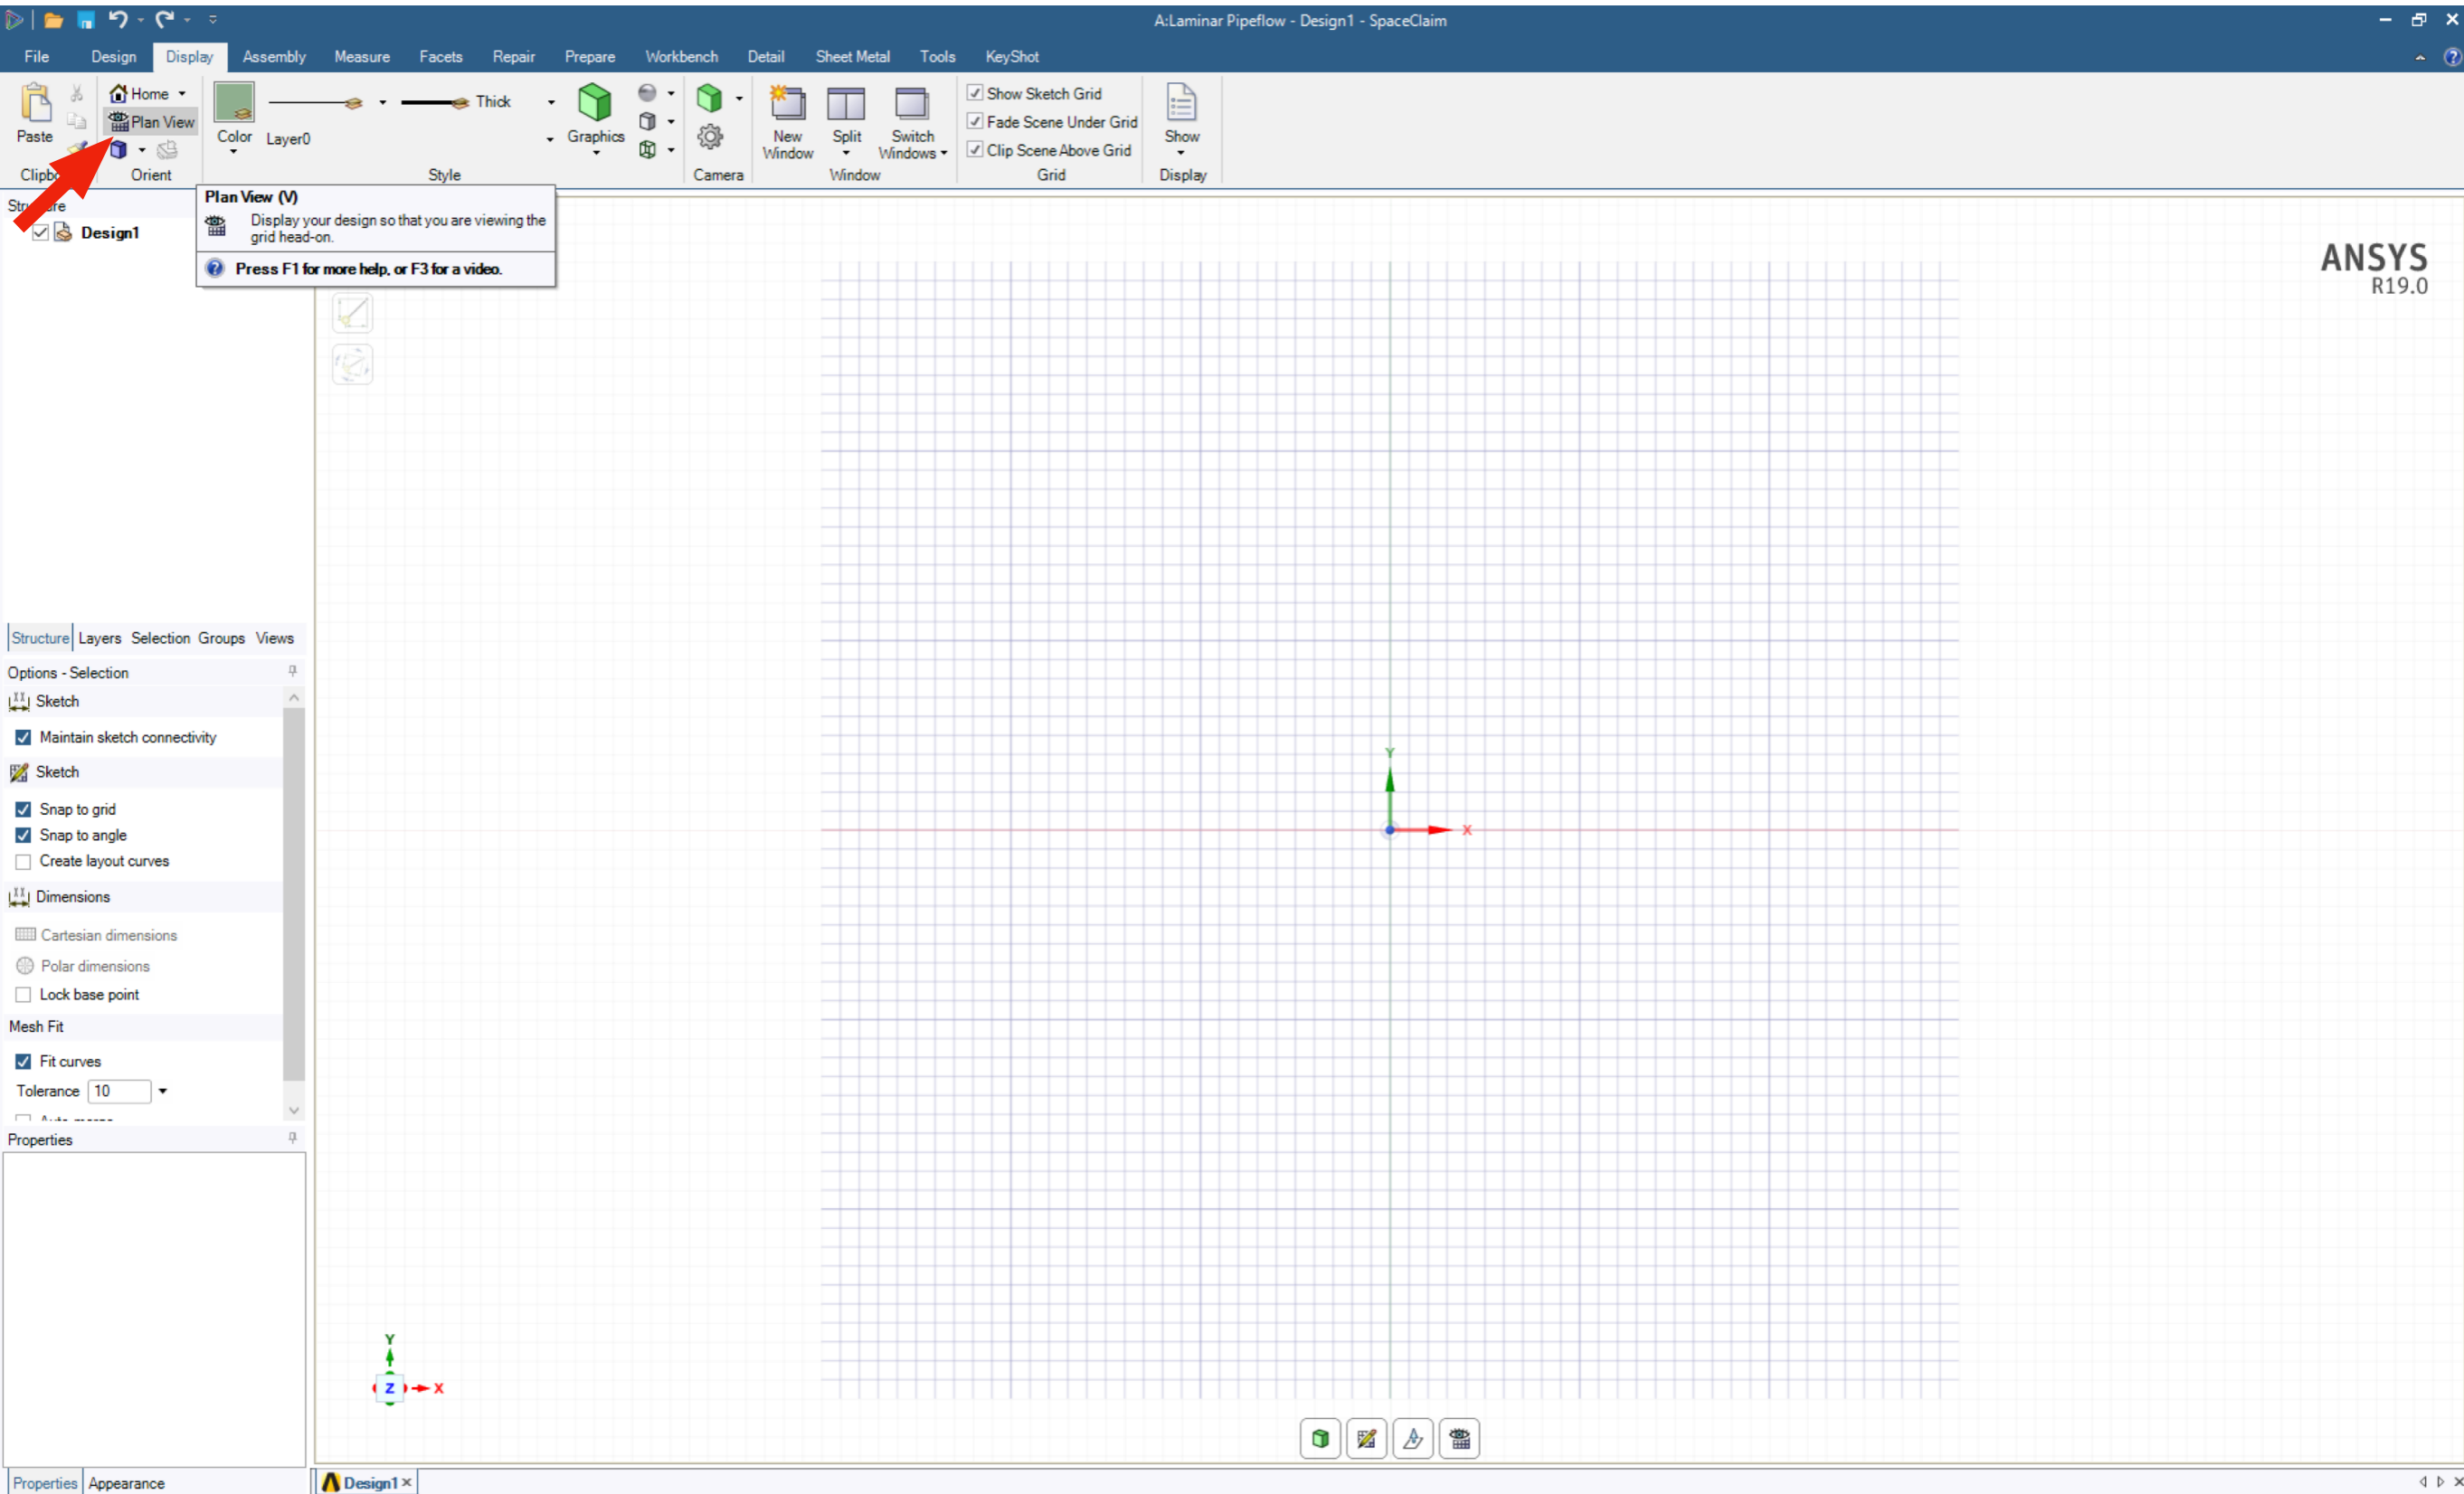 A:Laminar Pipeflow - Design1 - SpaceClaim
File Design Display Assembly Measure Facets Repair Prepare Workbench Detail Sheet Metal Tools KeyShot
Paste
Home
Plan View
Color
Layer0
Thick
Graphics
New Window
Split
Switch Windows
Show Sketch Grid
Fade Scene Under Grid
Clip Scene Above Grid
Show
Orient Style Camera Window Grid Display
Plan View (V)
Display your design so that you are viewing the
grid head-on.
Press F1 for more help, or F3 for a video.
Design1
ANSYS
R19.0
Structure Layers Selection Groups Views
Options - Selection
Sketch
Maintain sketch connectivity
Sketch
Snap to grid
Snap to angle
Create layout curves
Dimensions
Cartesian dimensions
Polar dimensions
Lock base point
Mesh Fit
Fit curves
Tolerance 10
Properties
Y
X
Y
Z X
Properties Appearance
Design1